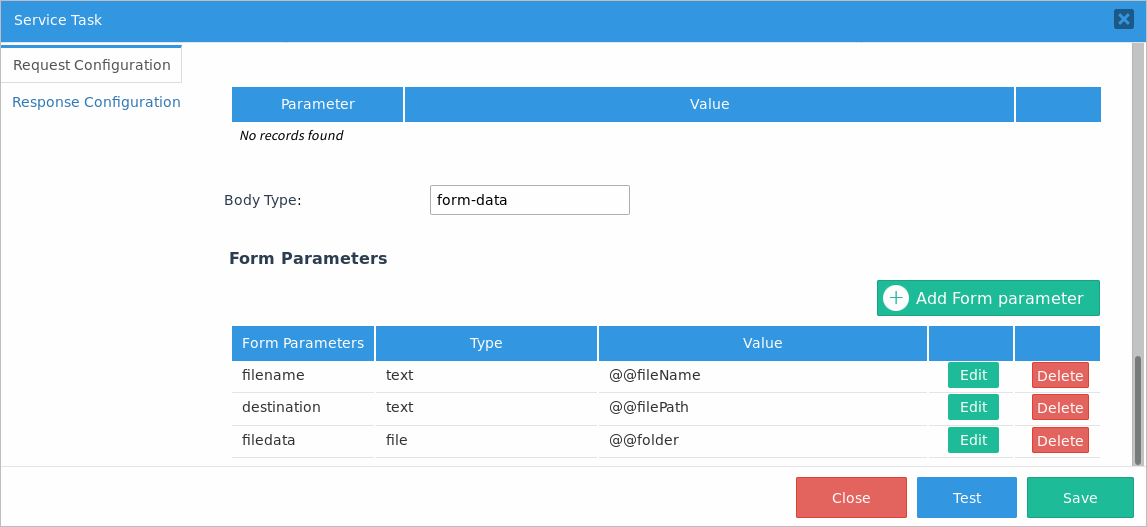 Service Task
Request Configuration
Response Configuration
Parameter Value
No records found
Body Type: form-data
Form Parameters
Add Form parameter
Form Parameters Type Value
filename text @@fileName Edit Delete
destination text @@filePath Edit Delete
filedata file @@folder Edit Delete
Close Test Save